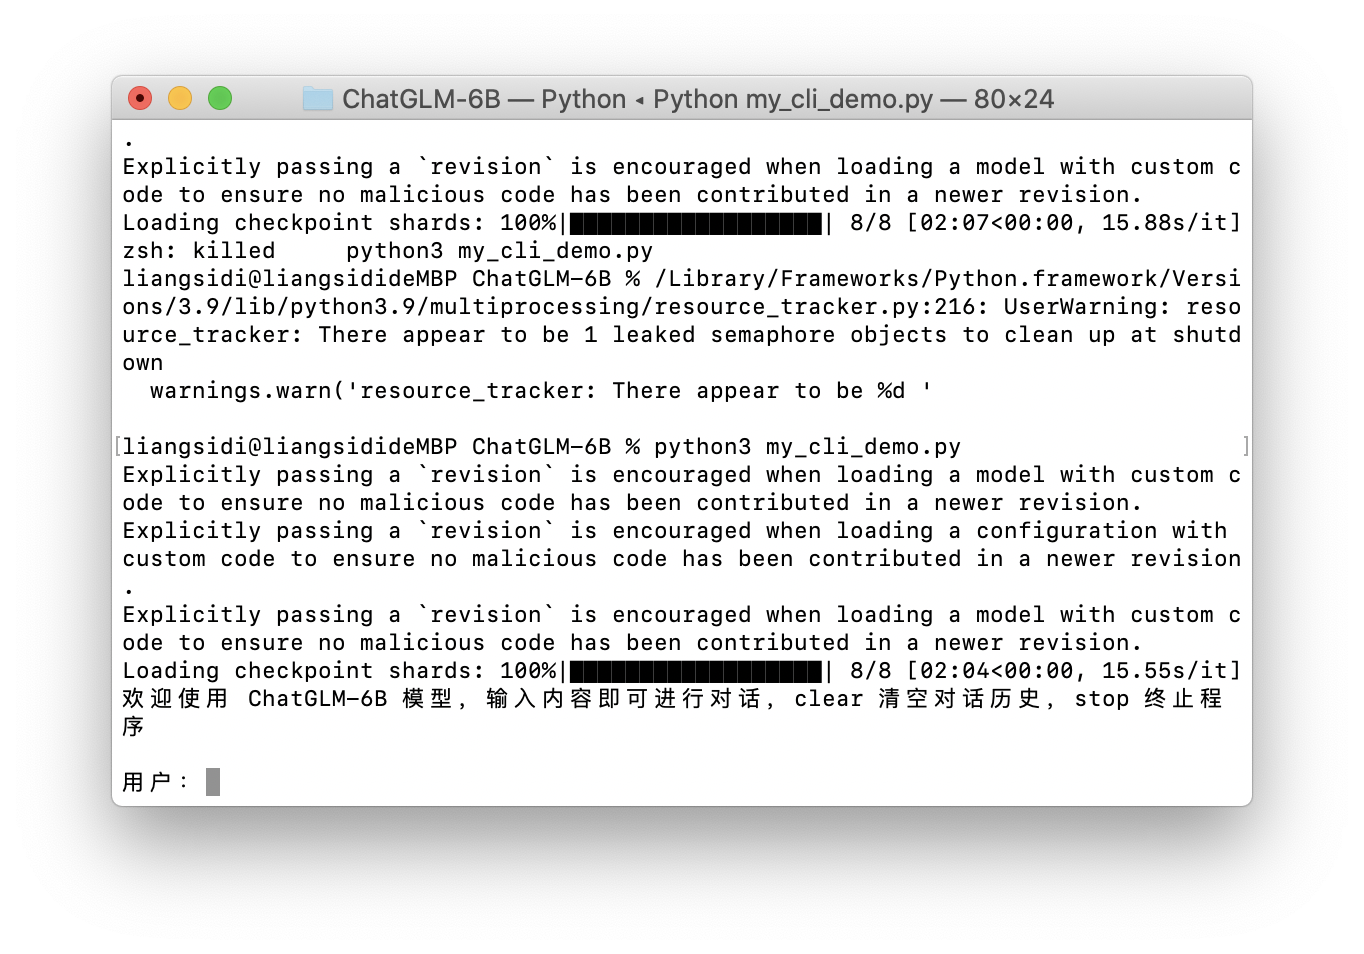 ChatGLM-6B — Python ◂ Python my_cli_demo.py — 80×24
.
Explicitly passing a `revision` is encouraged when loading a model with custom c
ode to ensure no malicious code has been contributed in a newer revision.
Loading checkpoint shards: 100%|██████████████████| 8/8 [02:07<00:00, 15.88s/it]
zsh: killed     python3 my_cli_demo.py
liangsidi@liangsidideMBP ChatGLM-6B % /Library/Frameworks/Python.framework/Versi
ons/3.9/lib/python3.9/multiprocessing/resource_tracker.py:216: UserWarning: reso
urce_tracker: There appear to be 1 leaked semaphore objects to clean up at shutd
own
  warnings.warn('resource_tracker: There appear to be %d '
[liangsidi@liangsidideMBP ChatGLM-6B % python3 my_cli_demo.py                    ]
Explicitly passing a `revision` is encouraged when loading a model with custom c
ode to ensure no malicious code has been contributed in a newer revision.
Explicitly passing a `revision` is encouraged when loading a configuration with
custom code to ensure no malicious code has been contributed in a newer revision
.
Explicitly passing a `revision` is encouraged when loading a model with custom c
ode to ensure no malicious code has been contributed in a newer revision.
Loading checkpoint shards: 100%|██████████████████| 8/8 [02:04<00:00, 15.55s/it]
欢迎使用 ChatGLM-6B 模型，输入内容即可进行对话，clear 清空对话历史，stop 终止程
序
用户：